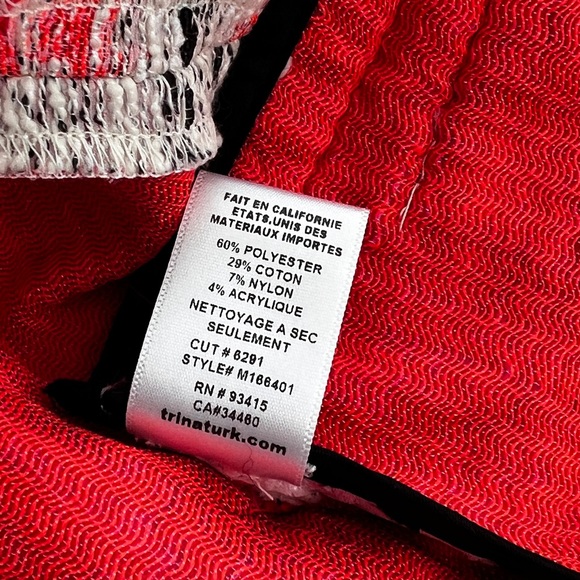 FAIT EN CALIFORNIE
ETATS.UNIS DES
MATERIAUX IMPORTES
60% POLYESTER
29% COTON
7% NYLON
4% ACRYLIQUE
NETTOYAGE A SEC
SEULEMENT
CUT # 6291
STYLE# M166401
RN # 93415
CA#34460
trinaturk.com